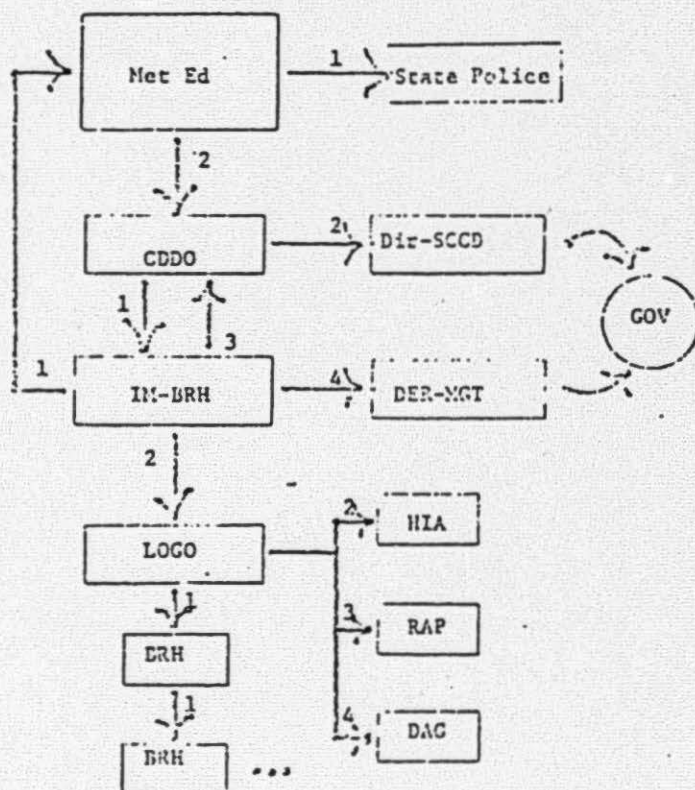 Met Ed
1
State Police
2
CDDO
2
Dir-SCCD
1
3
GOV
1
IM-BRH
4
DER-MGT
2
LOGO
2
HIA
1
3
RAP
BRH
1
4
DAG
BRH ...